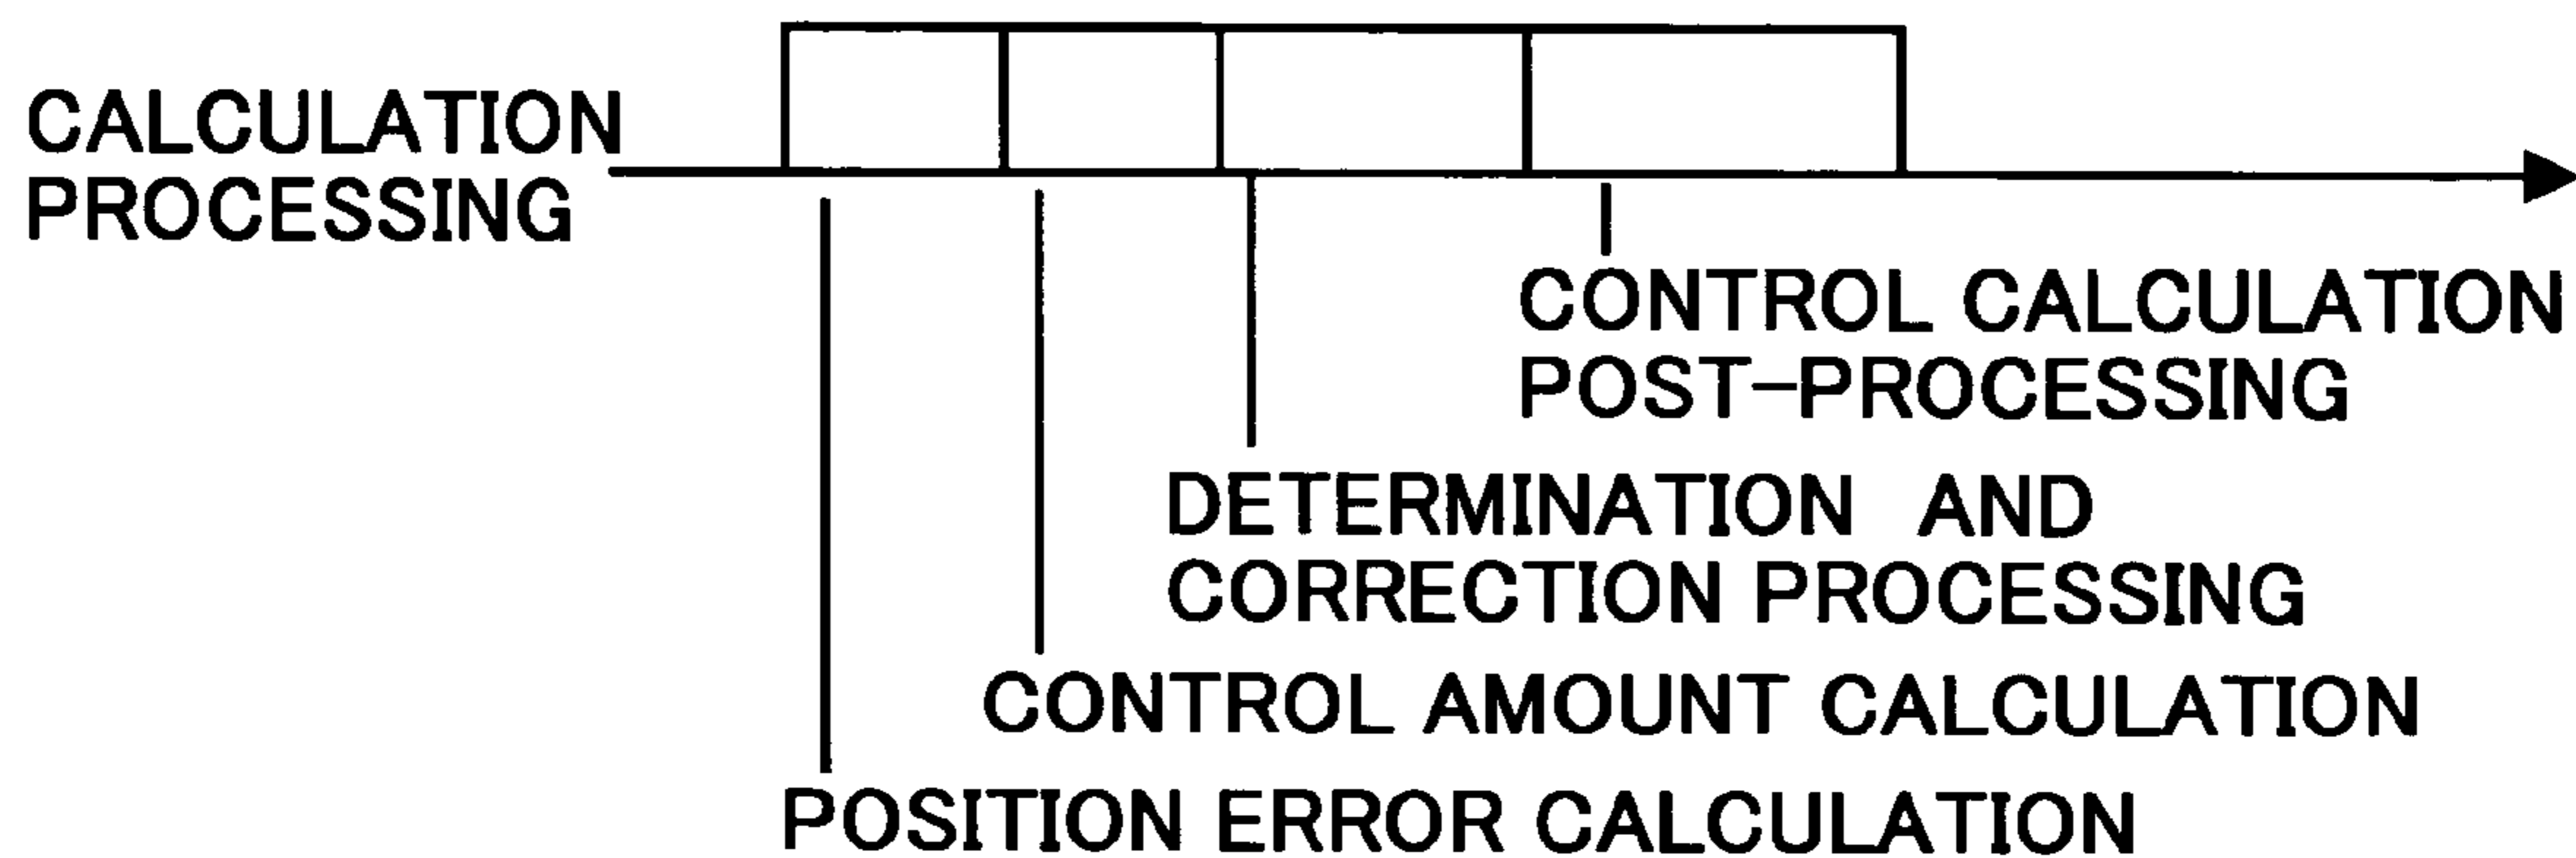 CALCULATION
PROCESSING
CONTROL CALCULATION
POST-PROCESSING
DETERMINATION AND
CORRECTION PROCESSING
CONTROL AMOUNT CALCULATION
POSITION ERROR CALCULATION